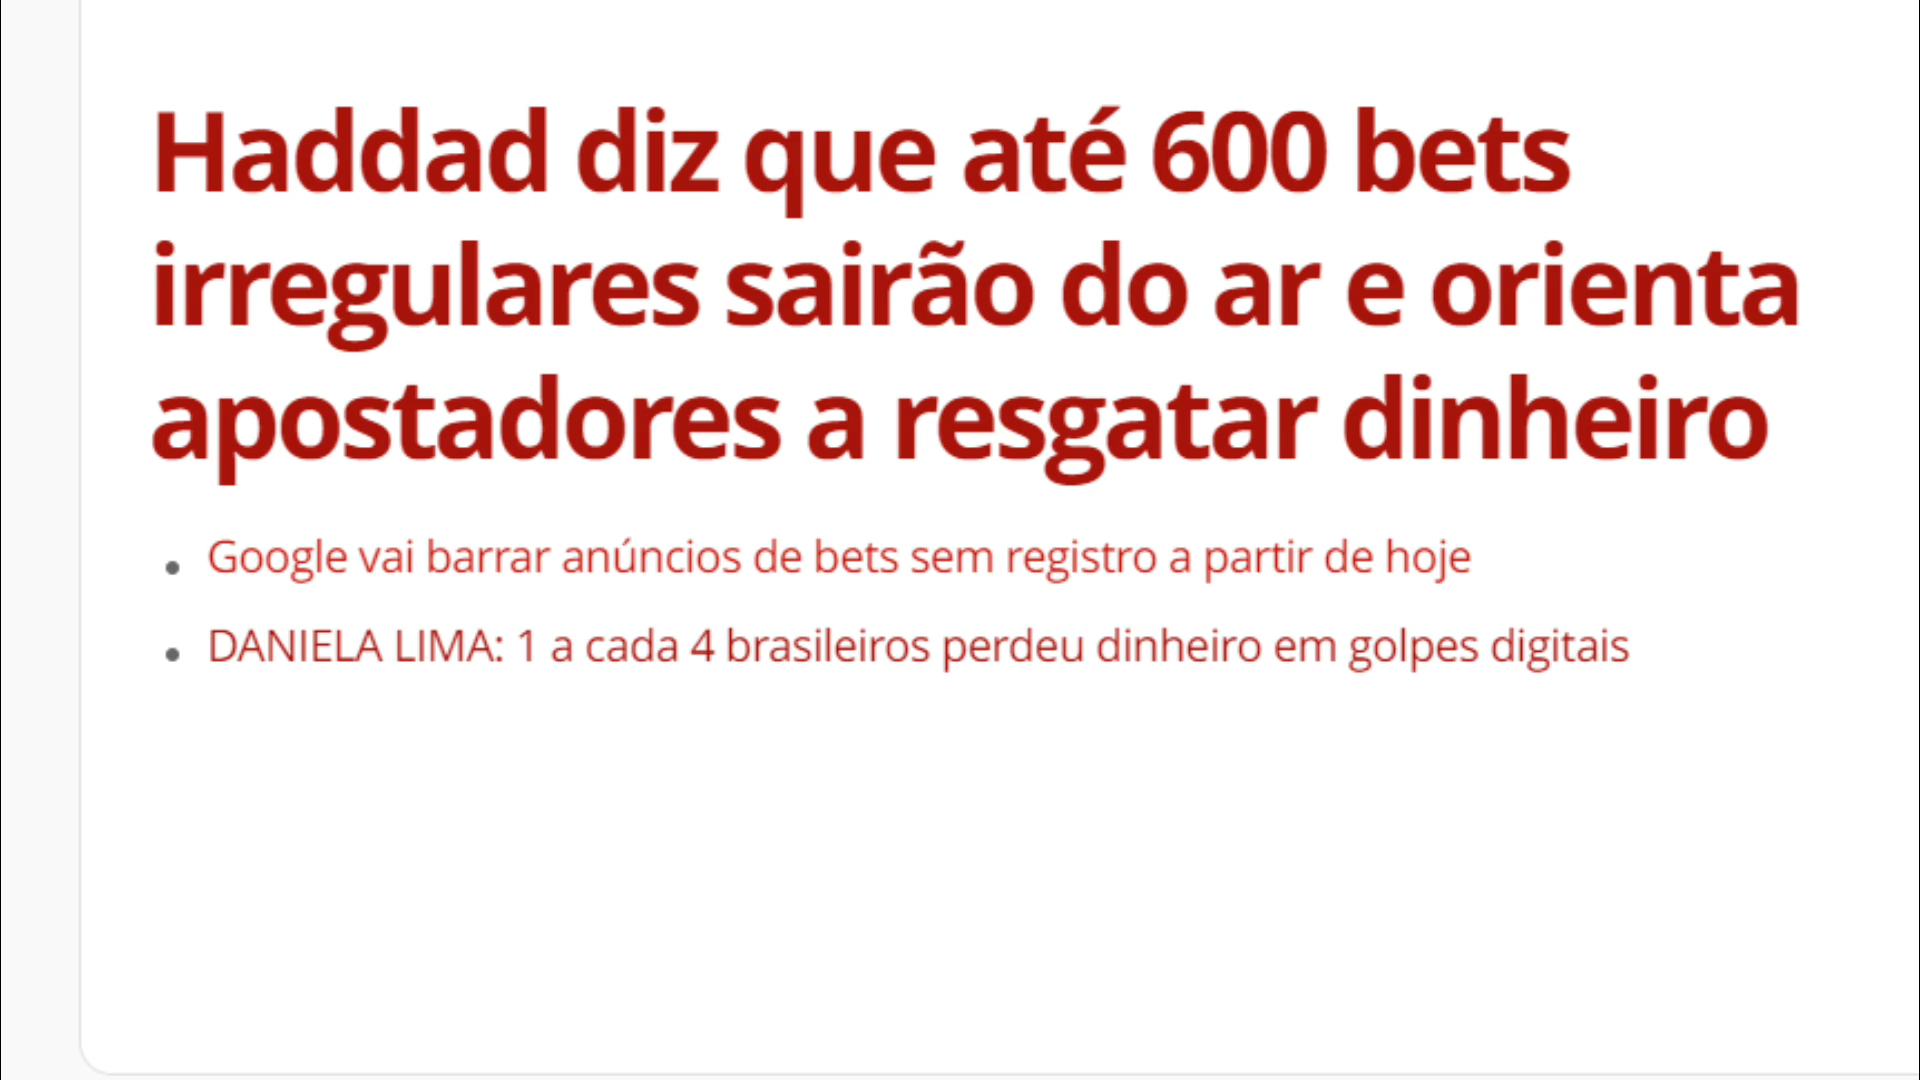 Haddad diz que até 600 bets
irregulares sairão do ar e orienta
apostadores a resgatar dinheiro
Google vai barrar anúncios de bets sem registro a partir de hoje
DANIELA LIMA: 1 a cada 4 brasileiros perdeu dinheiro em golpes digitais